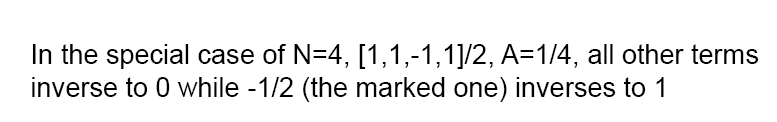 In the special case of N=4, [1,1,-1,1]/2, A=1/4, all other terms
inverse to 0 while -1/2 (the marked one) inverses to 1